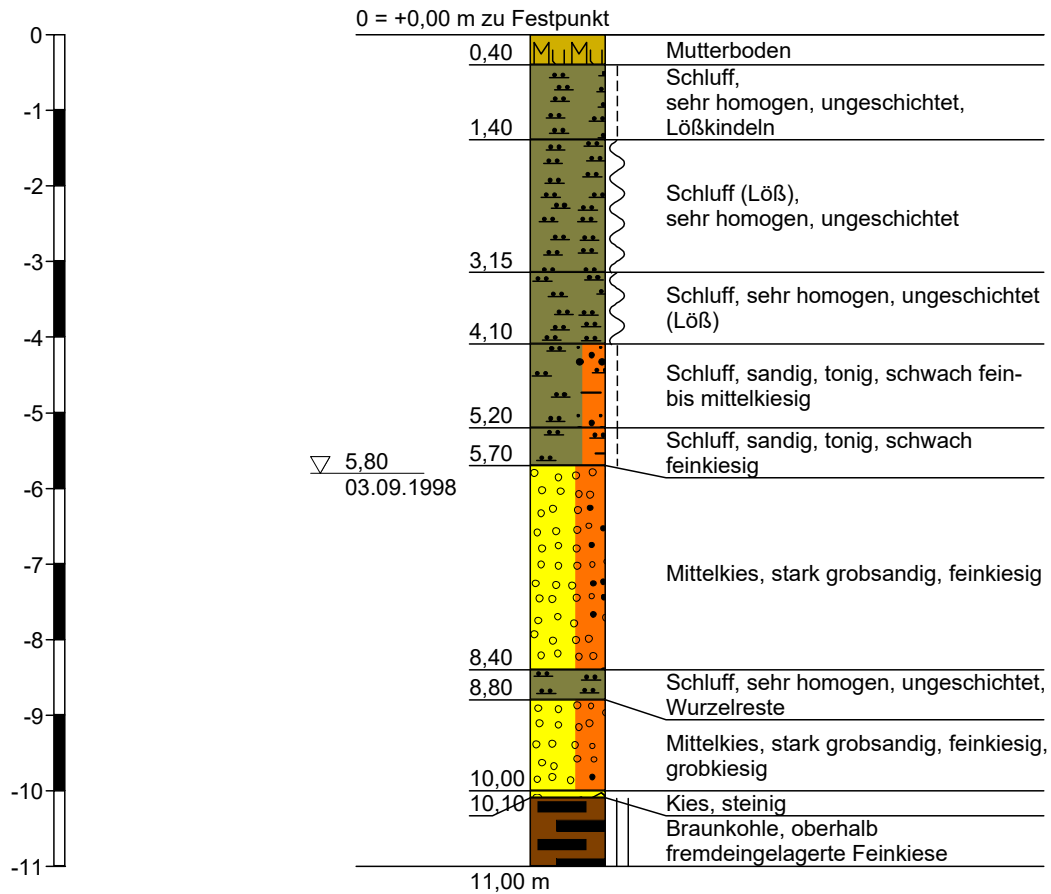 0 = +0,00 m zu Festpunkt
0
Mu Mu
0,40
Mutterboden
Schluff,
sehr homogen, ungeschichtet,
Lößkindeln
-1
1,40
Schluff (Löß),
sehr homogen, ungeschichtet
-2
-3
3,15
Schluff, sehr homogen, ungeschichtet
(Löß)
-4
4,10
Schluff, sandig, tonig, schwach fein-
bis mittelkiesig
-5
5,20
Schluff, sandig, tonig, schwach
feinkiesig
5,70
5,80
03.09.1998
-6
Mittelkies, stark grobsandig, feinkiesig
-7
-8
8,40
Schluff, sehr homogen, ungeschichtet,
Wurzelreste
8,80
-9
Mittelkies, stark grobsandig, feinkiesig,
grobkiesig
10,00
-10
10,10
Kies, steinig
Braunkohle, oberhalb
fremdeingelagerte Feinkiese
-11
11,00 m